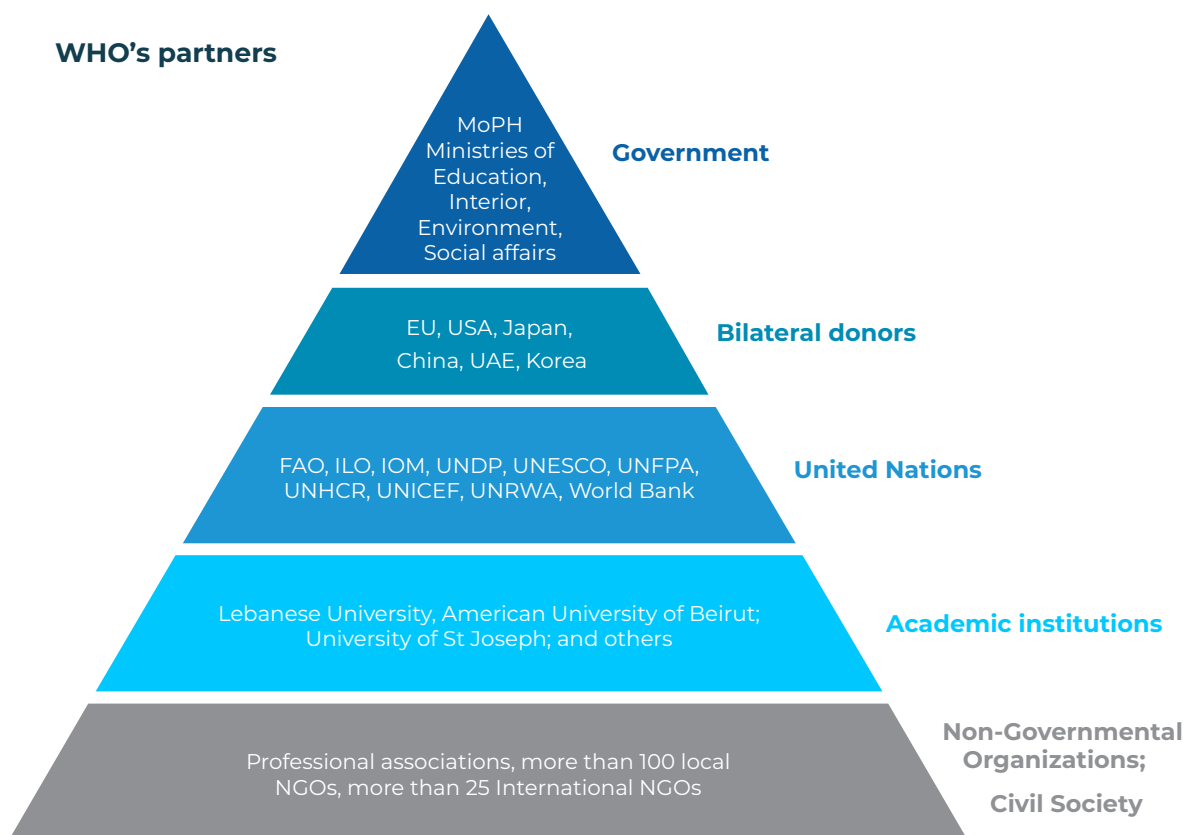 WHO’s partners
MoPH
Ministries of
Education,
Interior,
Environment,
Social affairs
Government
EU, USA, Japan,
China, UAE, Korea
Bilateral donors
FAO, ILO, IOM, UNDP, UNESCO, UNFPA,
UNHCR, UNICEF, UNRWA, World Bank
United Nations
Lebanese University, American University of Beirut;
University of St Joseph; and others
Academic institutions
Professional associations, more than 100 local
NGOs, more than 25 International NGOs
Non-Governmental
Organizations;
Civil Society